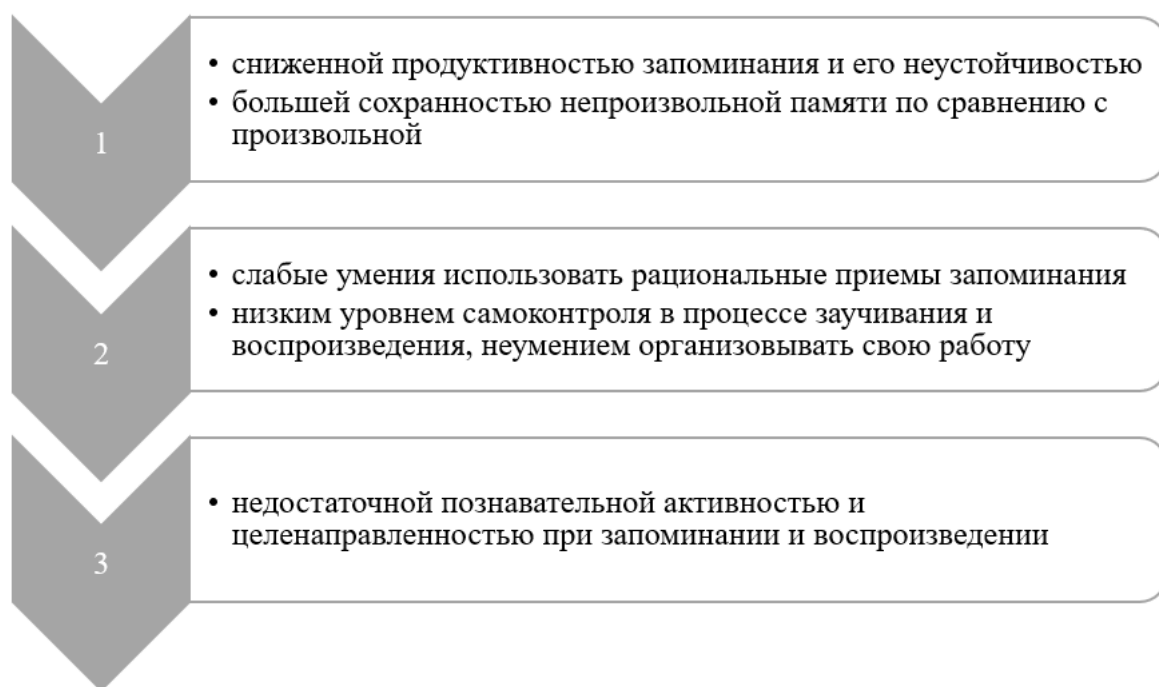 1
• сниженной продуктивностью запоминания и его неустойчивостью
• большей сохранностью непроизвольной памяти по сравнению с
произвольной
2
• слабые умения использовать рациональные приемы запоминания
• низким уровнем самоконтроля в процессе заучивания и
воспроизведения, неумением организовывать свою работу
3
• недостаточной познавательной активностью и
целенаправленностью при запоминании и воспроизведении